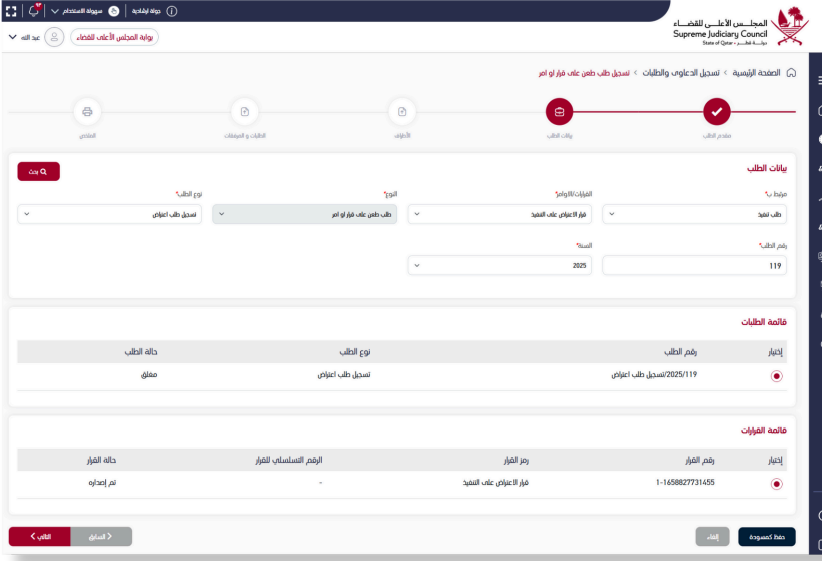 جولة ارشادية
سهولة الاستخدام
المجلس الأعلى للقضاء
Supreme Judiciary Council
دولة قطر - State of Qatar
بوابة المجلس الأعلى للقضاء
عبد الله
الصفحة الرئيسية > تسجيل الدعاوى والطلبات > تسجيل طلب طعن على قرار او امر
مقدم الطلب
بيانات الطلب
الأطراف
الطلبات و المرفقات
الملخص
بيانات الطلب
بحث
مرتبط ب*
القرارات/الاوامر*
النوع*
نوع الطلب*
طلب تنفيذ
قرار الاعتراض على التنفيذ
طلب طعن على قرار او امر
تسجيل طلب اعتراض
رقم الطلب*
السنة*
119
2025
قائمة الطلبات
إختيار
رقم الطلب
نوع الطلب
حالة الطلب
2025/119/تسجيل طلب اعتراض
تسجيل طلب اعتراض
مغلق
قائمة القرارات
إختيار
رقم القرار
رمز القرار
الرقم التسلسلي للقرار
حالة القرار
1-1658827731455
قرار الاعتراض على التنفيذ
-
تم إصداره
حفظ كمسودة
إلغاء
السابق
التالي